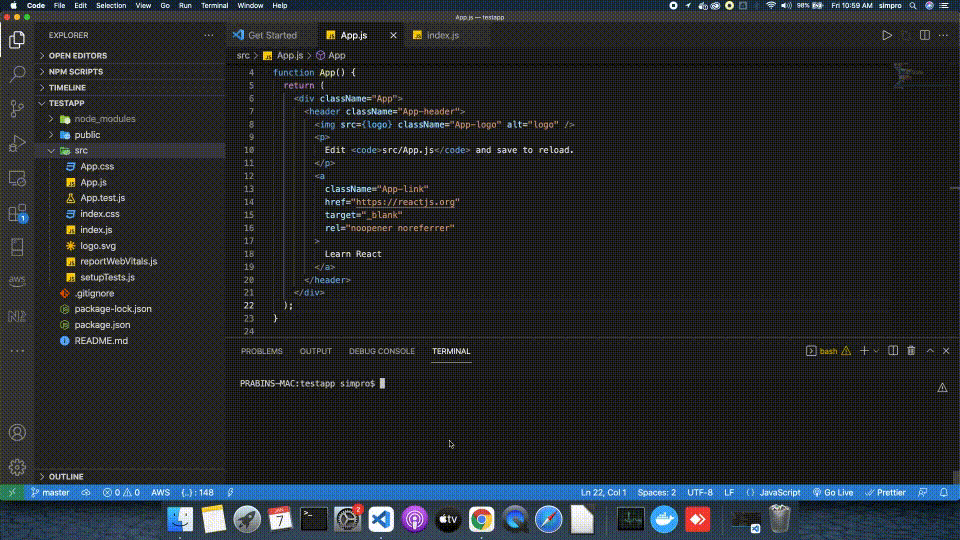 Code File Edit Selection View Go Run Terminal Window Help 98% Fri 10:59 AM simpro
App.js — testapp
EXPLORER
Get Started App.js index.js
src > App.js > App
OPEN EDITORS
NPM SCRIPTS
TIMELINE
TESTAPP
node_modules
public
src
App.css
App.js
App.test.js
index.css
index.js
logo.svg
reportWebVitals.js
setupTests.js
.gitignore
package-lock.json
package.json
README.md
OUTLINE
1
aws
4 function App() {
5 return (
6 <div className="App">
7 <header className="App-header">
8 <img src={logo} className="App-logo" alt="logo" />
9 <p>
10 Edit <code>src/App.js</code> and save to reload.
11 </p>
12 <a
13 className="App-link"
14 href="https://reactjs.org"
15 target="_blank"
16 rel="noopener noreferrer"
17 >
18 Learn React
19 </a>
20 </header>
21 </div>
22 );
23 }
24
PROBLEMS OUTPUT DEBUG CONSOLE TERMINAL bash
PRABINS-MAC:testapp simpro$
master 0 0 AWS {..} : 148 Ln 22, Col 1 Spaces: 2 UTF-8 LF {} JavaScript Go Live Prettier
7
2
tv